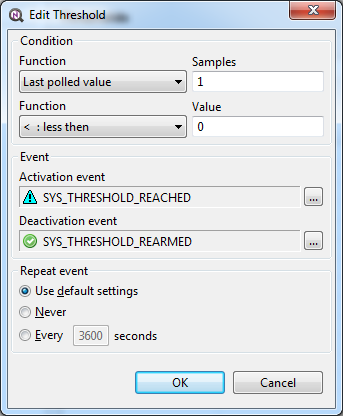 Edit Threshold
Condition
Function
Samples
Last polled value
1
Function
Value
< : less then
0
Event
Activation event
SYS_THRESHOLD_REACHED
...
Deactivation event
SYS_THRESHOLD_REARMED
...
Repeat event
Use default settings
Never
Every 3600 seconds
OK
Cancel